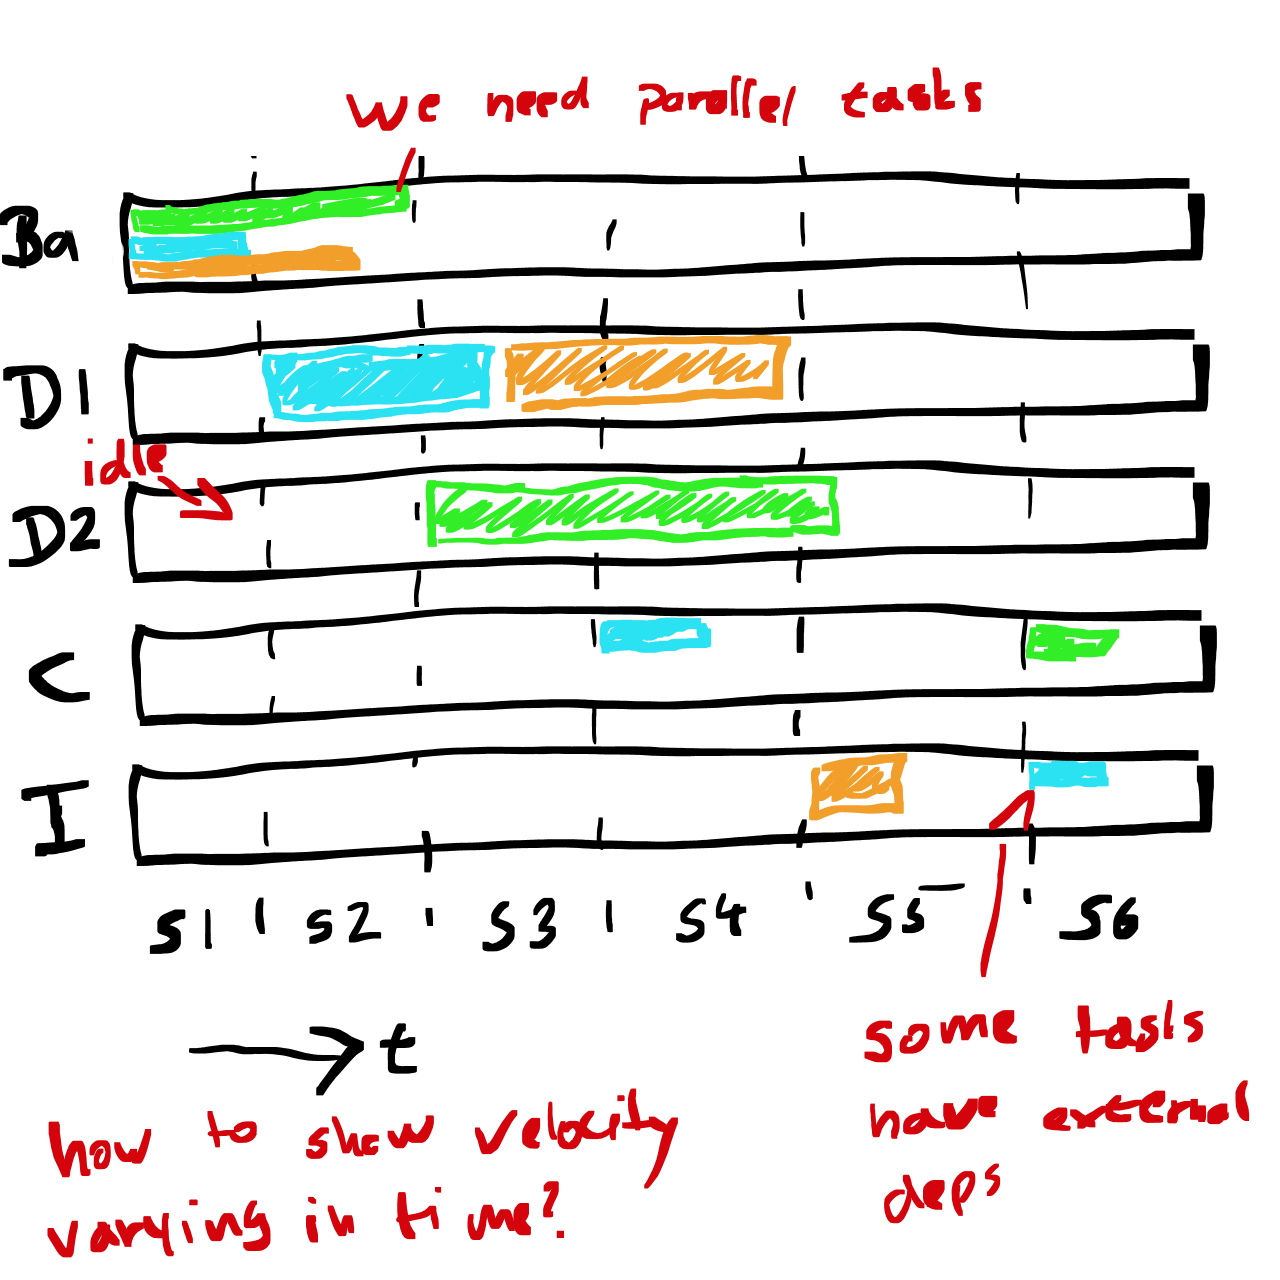 we need parallel tasks
Ba
D1
idle
D2
C
I
S1 S2 S3 S4 S5 S6
t
how to show velocity
varying in time?
some tasks
have external
deps